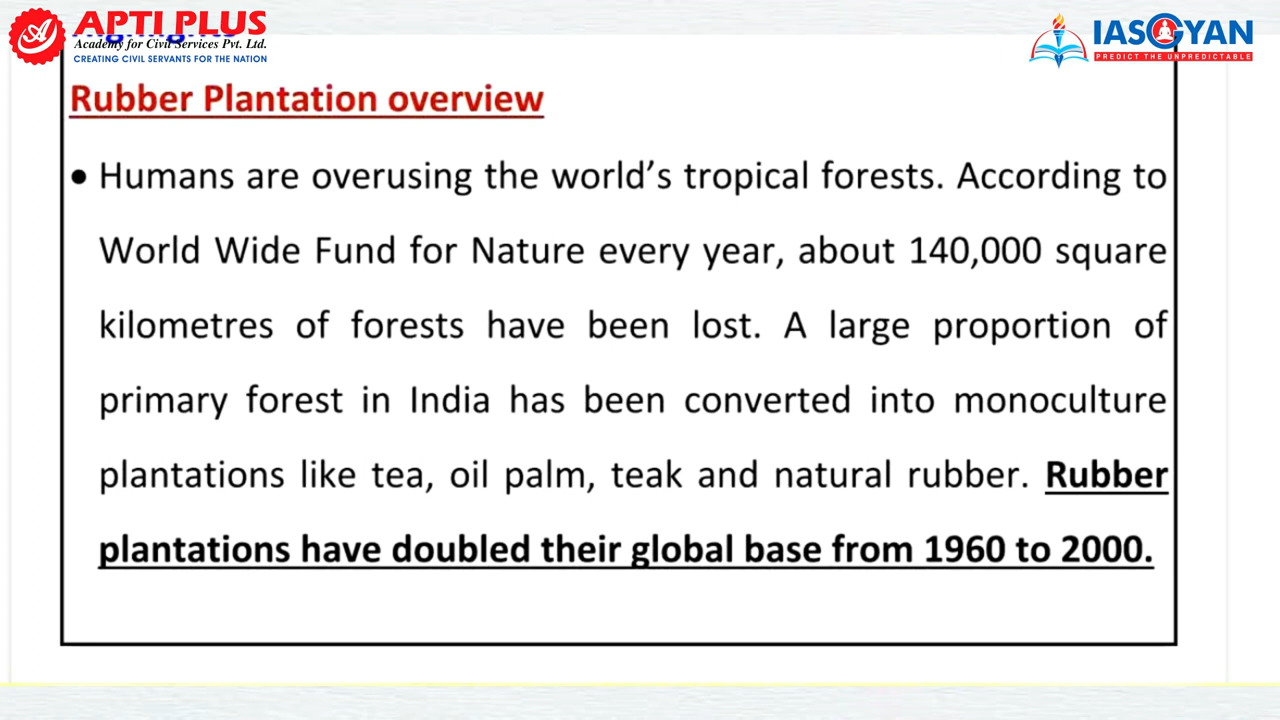 APTI PLUS
Academy for Civil Services Pvt. Ltd.
CREATING CIVIL SERVANTS FOR THE NATION
IASGYAN
PREDICT THE UNPREDICTABLE
Rubber Plantation overview
• Humans are overusing the world’s tropical forests. According to
World Wide Fund for Nature every year, about 140,000 square
kilometres of forests have been lost. A large proportion of
primary forest in India has been converted into monoculture
plantations like tea, oil palm, teak and natural rubber. Rubber
plantations have doubled their global base from 1960 to 2000.